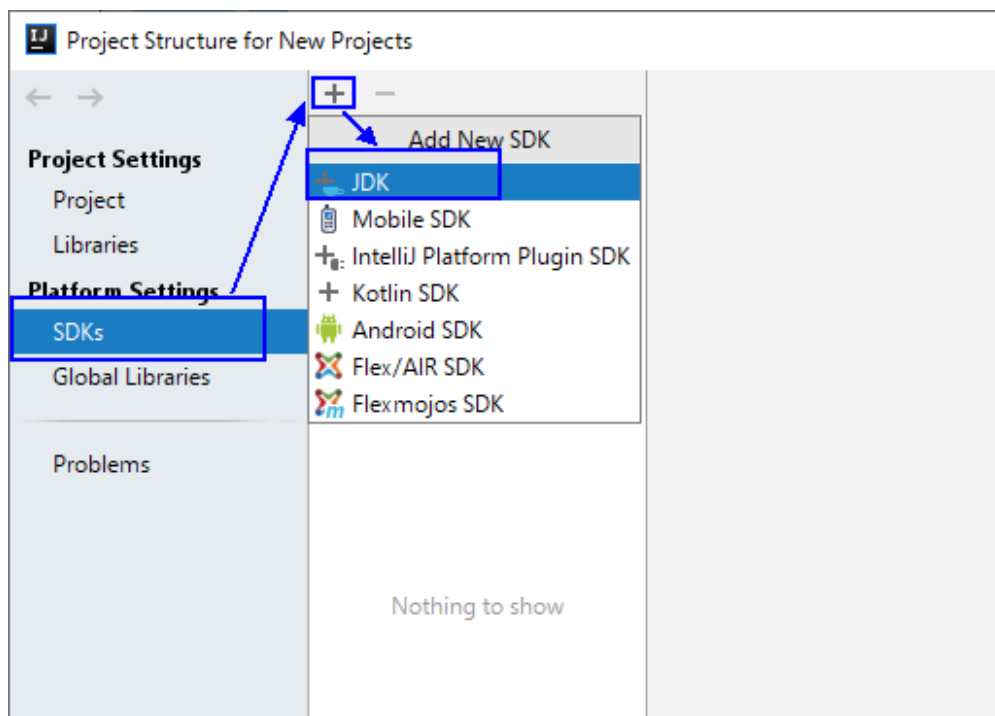 IJ Project Structure for New Projects
Project Settings
Project
Libraries
Platform Settings
SDKs
Global Libraries
Problems
Add New SDK
JDK
Mobile SDK
IntelliJ Platform Plugin SDK
Kotlin SDK
Android SDK
Flex/AIR SDK
m Flexmojos SDK
Nothing to show